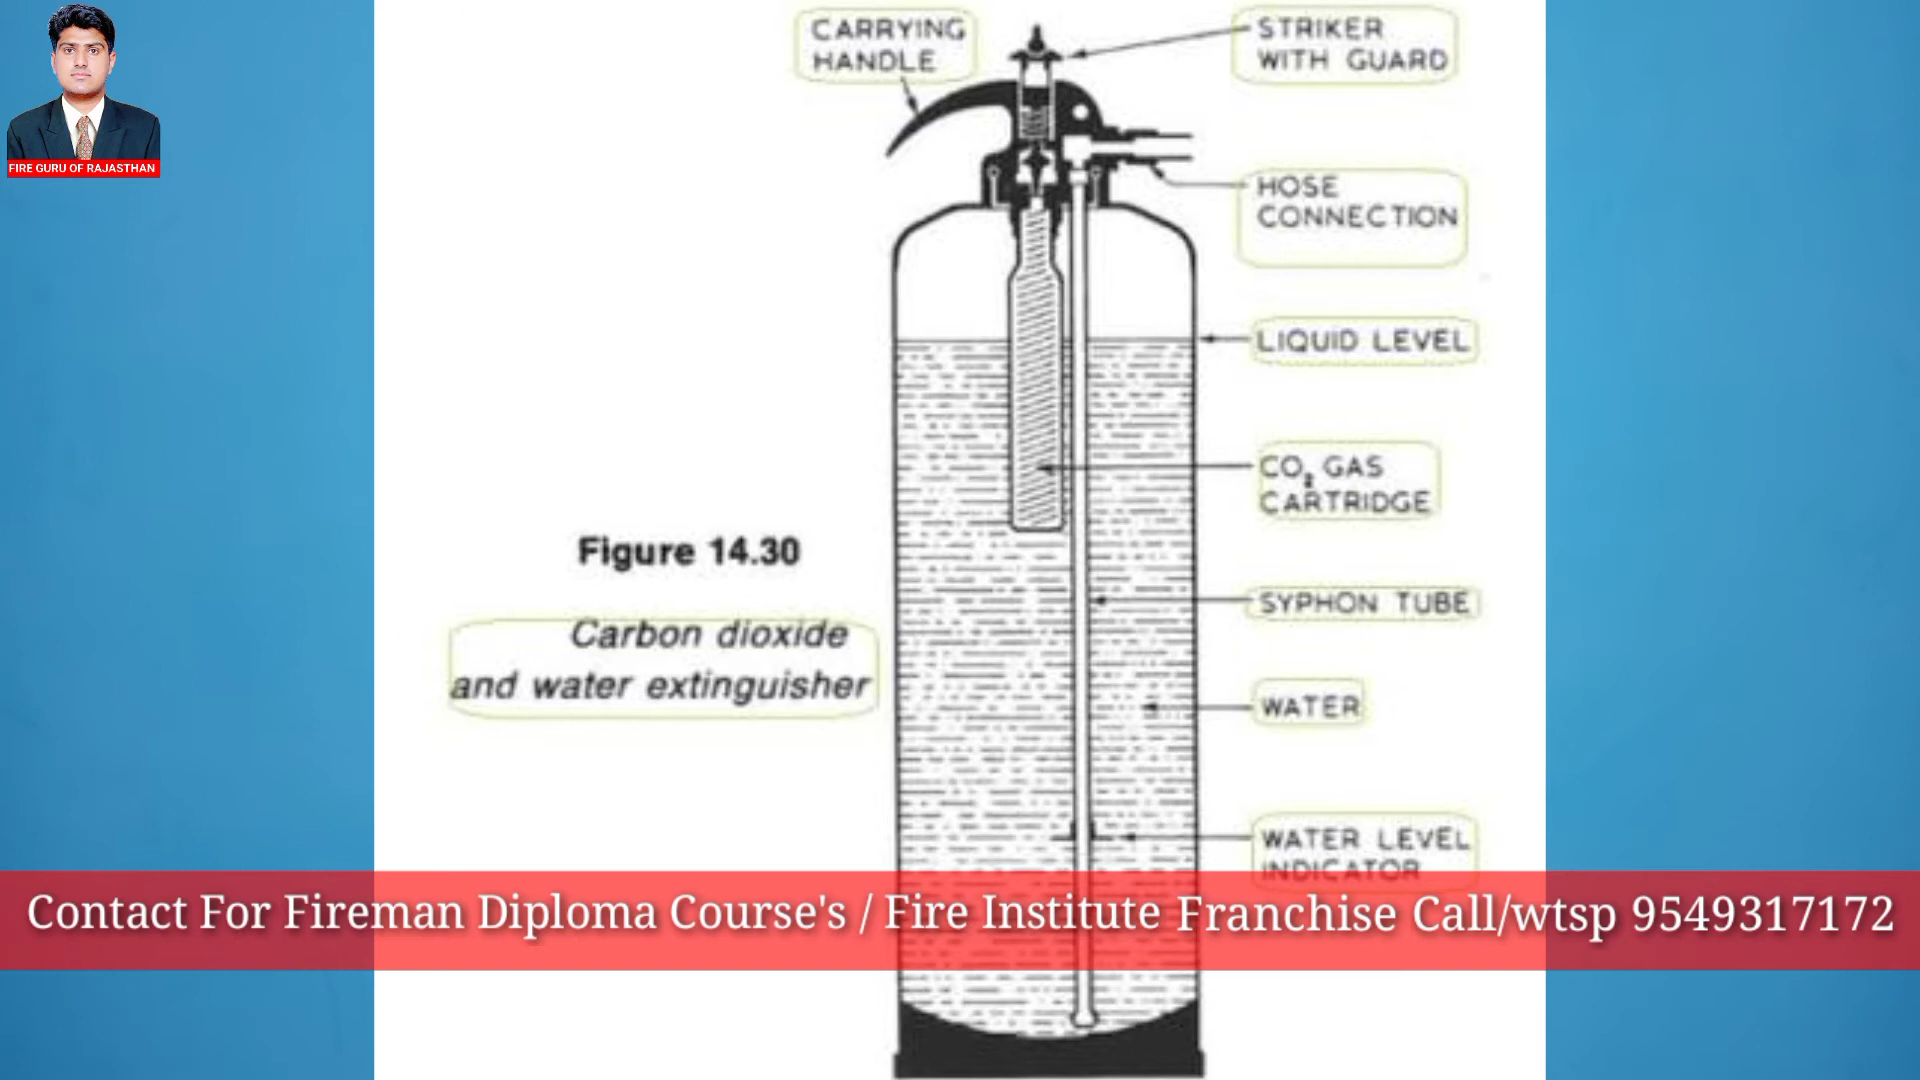 CARRYING
HANDLE
STRIKER
WITH GUARD
FIRE GURU OF RAJASTHAN
HOSE
CONNECTION
LIQUID LEVEL
CO₂ GAS
CARTRIDGE
Figure 14.30
SYPHON TUBE
Carbon dioxide
and water extinguisher
WATER
WATER LEVEL
INDICATOR
Contact For Fireman Diploma Course's / Fire Institute Franchise Call/wtsp 9549317172